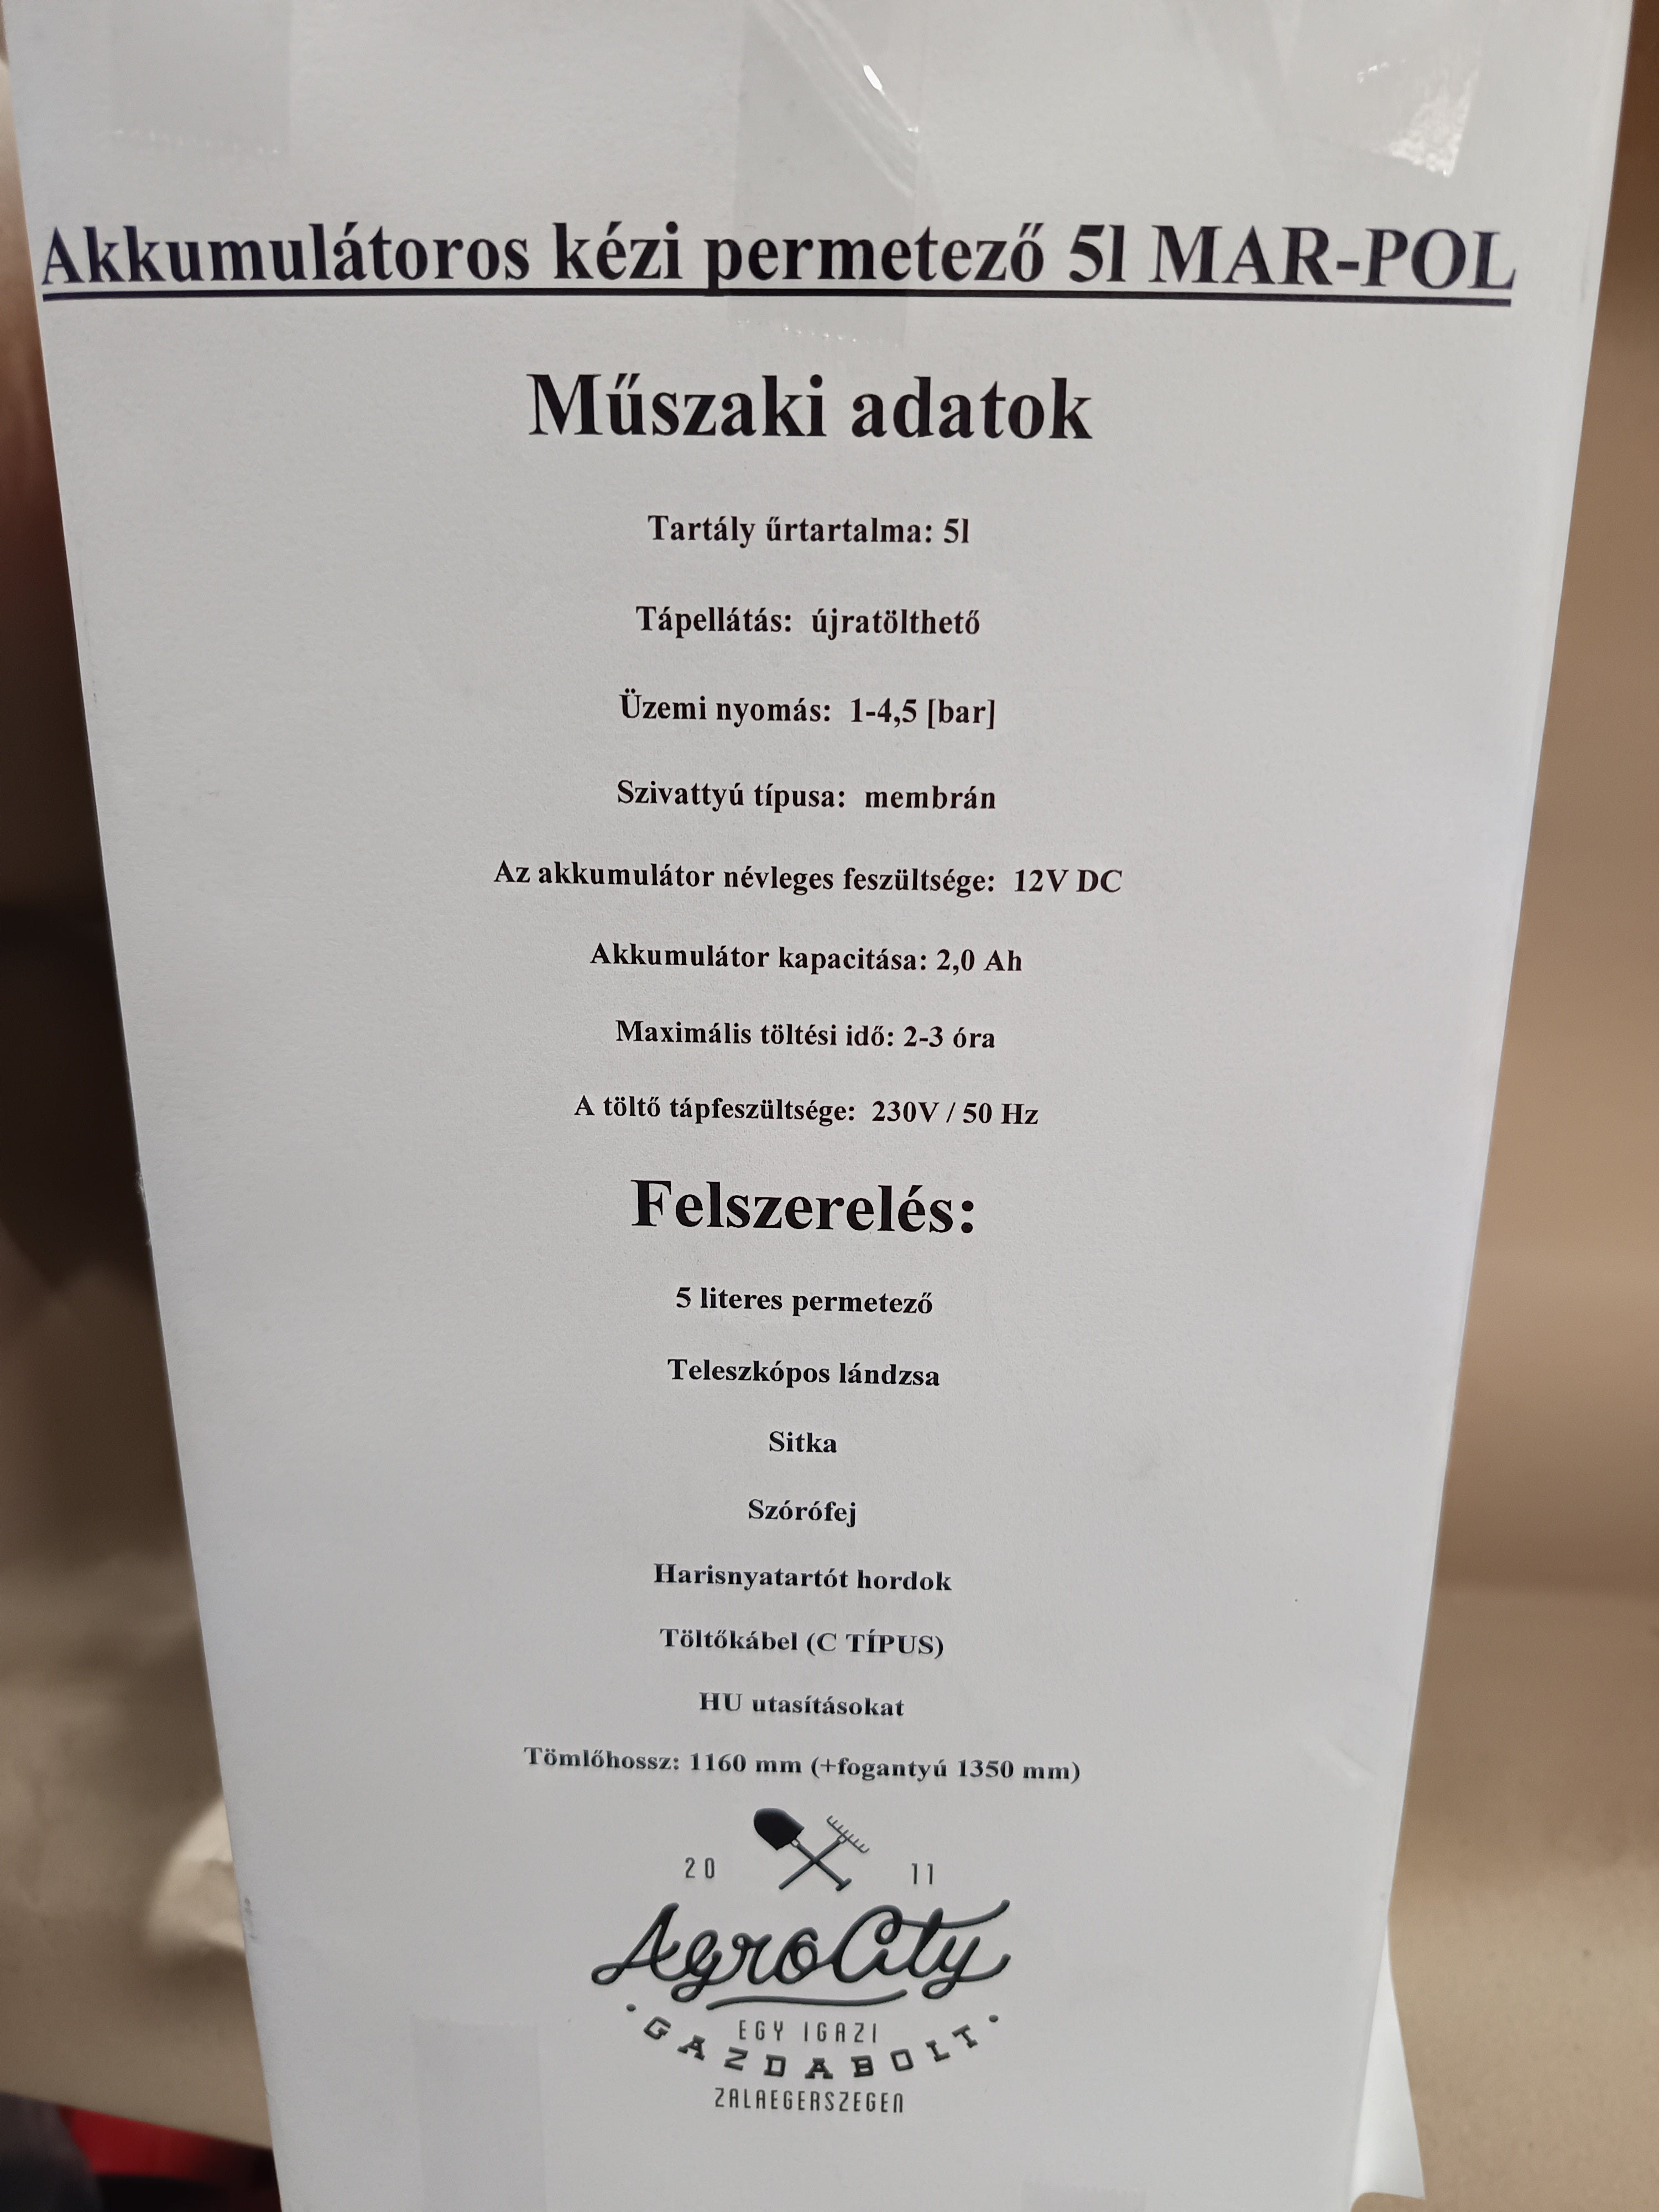 Akkumulátoros kézi permetező 5l MAR-POL
Műszaki adatok
Tartály űrtartalma: 5l
Tápellátás: újratölthető
Üzemi nyomás: 1-4,5 [bar]
Szivattyú típusa: membrán
Az akkumulátor névleges feszültsége: 12V DC
Akkumulátor kapacitása: 2,0 Ah
Maximális töltési idő: 2-3 óra
A töltő tápfeszültsége: 230V / 50 Hz
Felszerelés:
5 literes permetező
Teleszkópos lándzsa
Sitka
Szórófej
Harisnyatartót hordok
Töltőkábel (C TÍPUS)
HU utasításokat
Tömlőhossz: 1160 mm (+fogantyú 1350 mm)
20 11
AgroCity
EGY IGAZI
GAZDABOLT
ZALAEGERSZEGEN